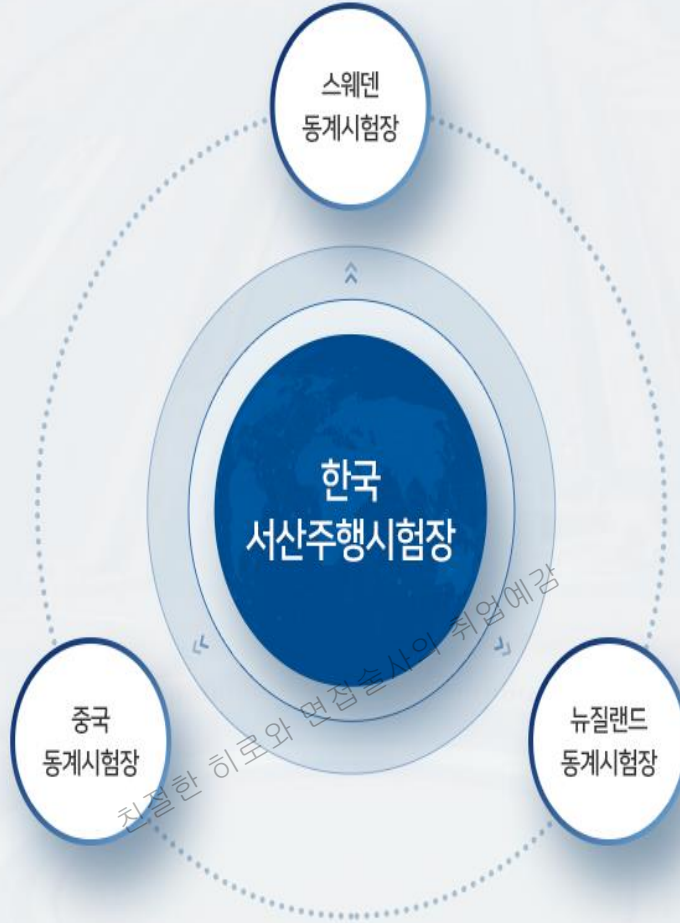 스웨덴
동계시험장
한국
서산주행시험장
친절한 히로와 면접술사의 취업예감
중국
동계시험장
뉴질랜드
동계시험장